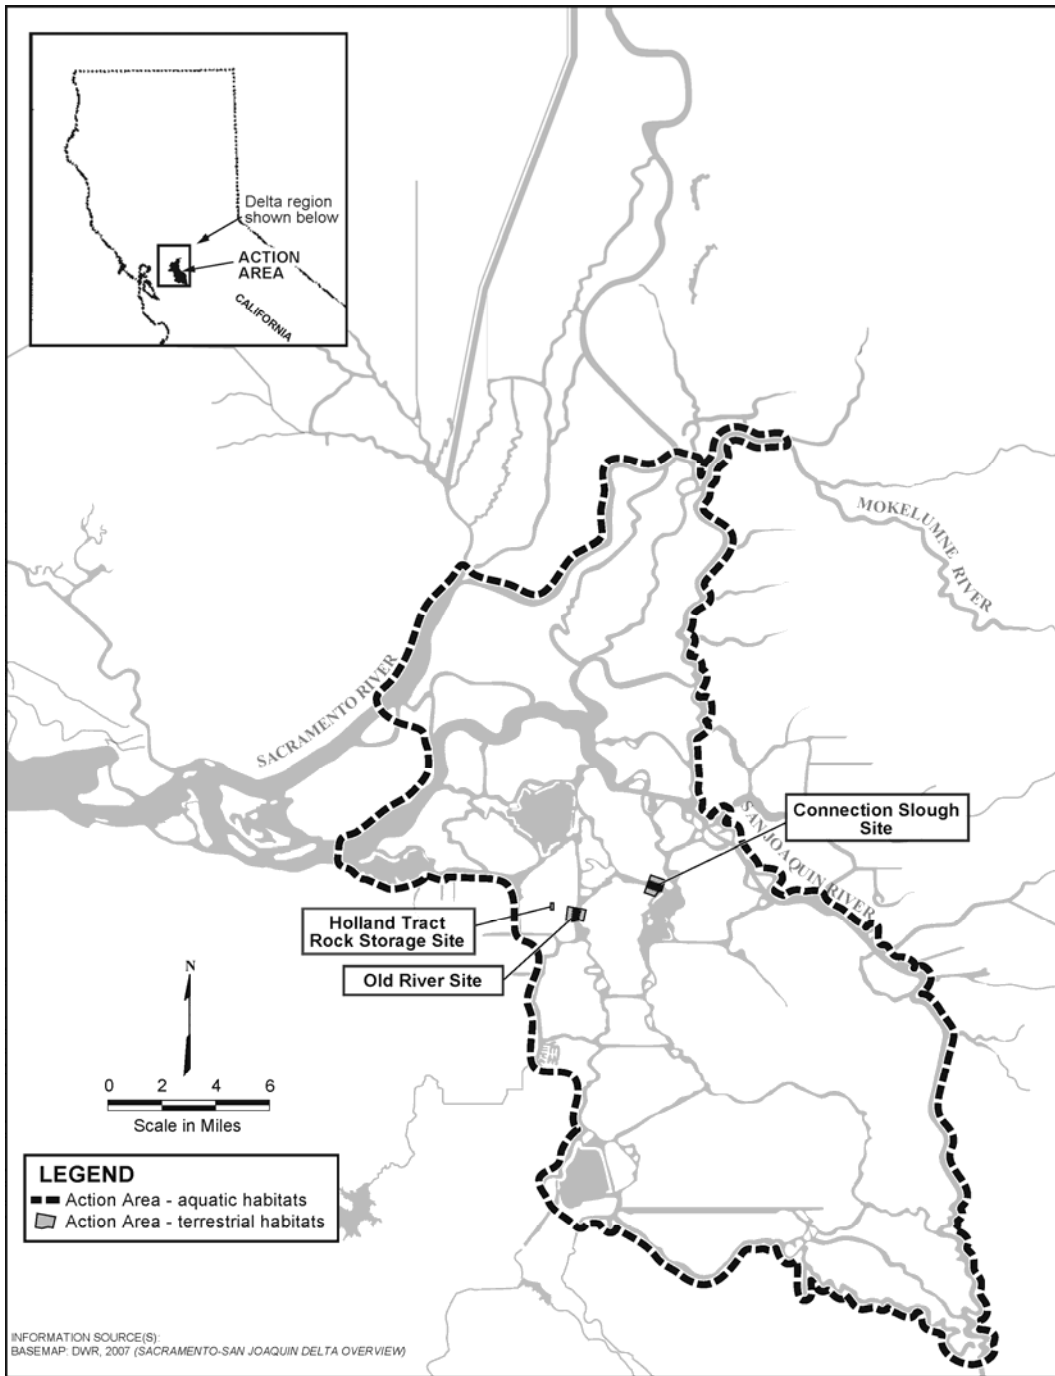 Delta region
shown below
ACTION
AREA
CALIFORNIA
MOKELUMNE
RIVER
SACRAMENTO RIVER
SAN JOAQUIN RIVER
Connection Slough
Site
Holland Tract
Rock Storage Site
Old River Site
N
0 2 4 6
Scale in Miles
LEGEND
Action Area - aquatic habitats
Action Area - terrestrial habitats
INFORMATION SOURCE(S):
BASEMAP: DWR, 2007 (SACRAMENTO-SAN JOAQUIN DELTA OVERVIEW)